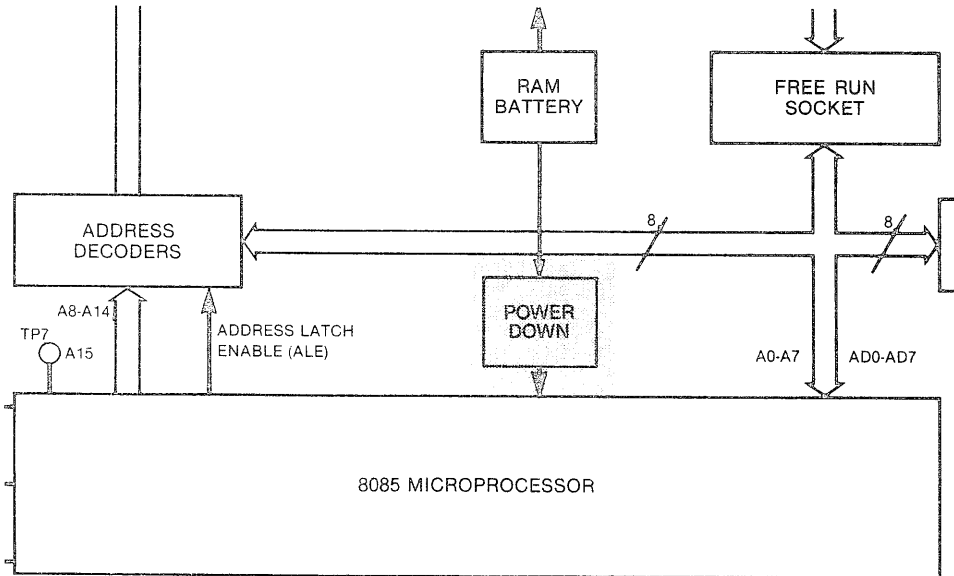 RAM
BATTERY
FREE RUN
SOCKET
ADDRESS
DECODERS
8
8
A8-A14
TP7
A15
ADDRESS LATCH
ENABLE (ALE)
POWER
DOWN
A0-A7
AD0-AD7
8085 MICROPROCESSOR